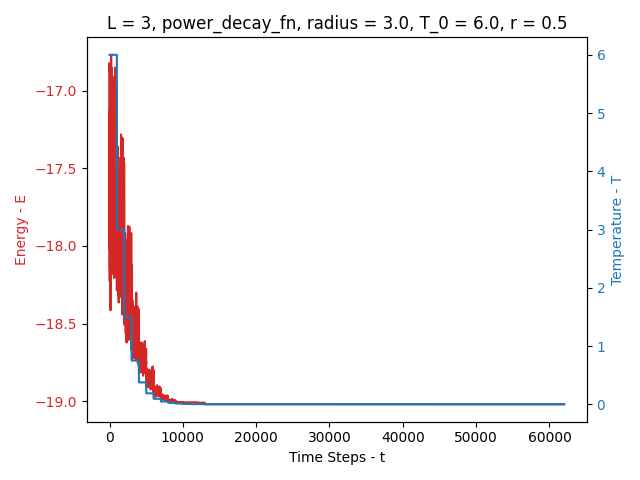 L = 3, power_decay_fn, radius = 3.0, T_0 = 6.0, r = 0.5
−17.0
−17.5
−18.0
−18.5
−19.0
Energy - E
6
5
4
3
2
1
0
Temperature - T
0 10000 20000 30000 40000 50000 60000
Time Steps - t